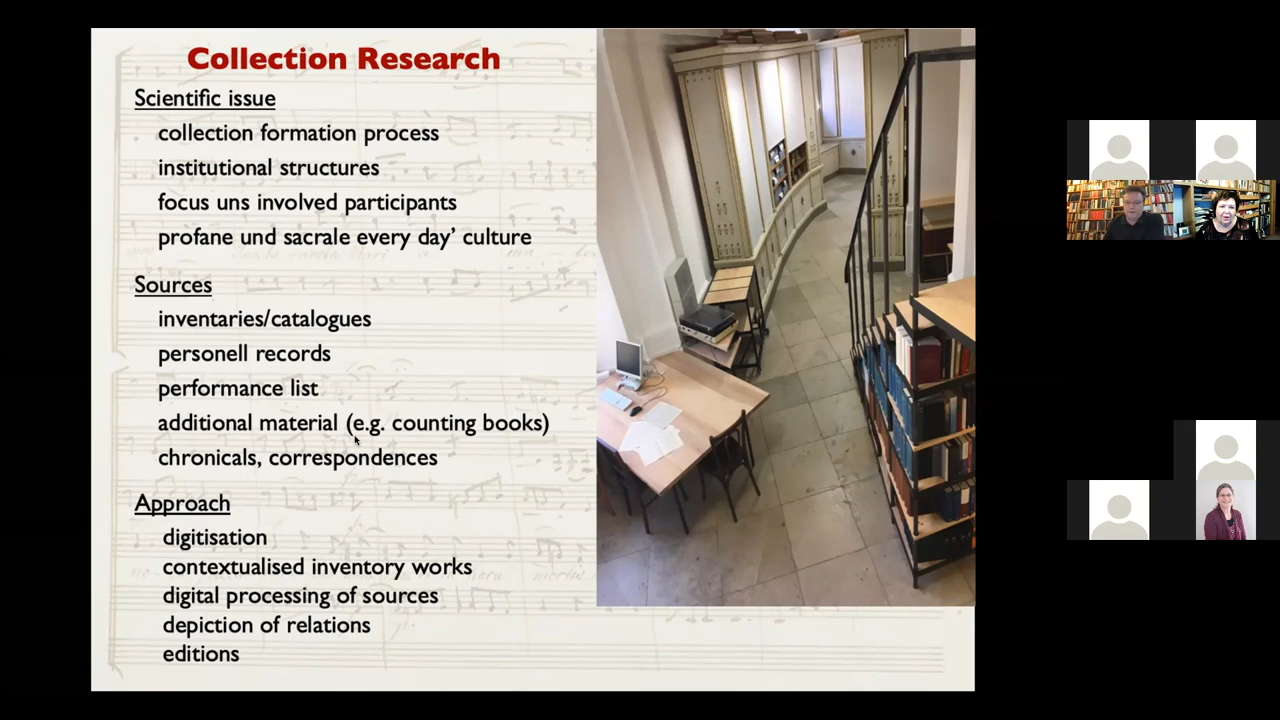 Collection Research
Scientific issue
collection formation process
institutional structures
focus uns involved participants
profane und sacrale every day’ culture
Sources
inventaries/catalogues
personell records
performance list
additional material (e.g. counting books)
chronicals, correspondences
Approach
digitisation
contextualised inventory works
digital processing of sources
depiction of relations
editions